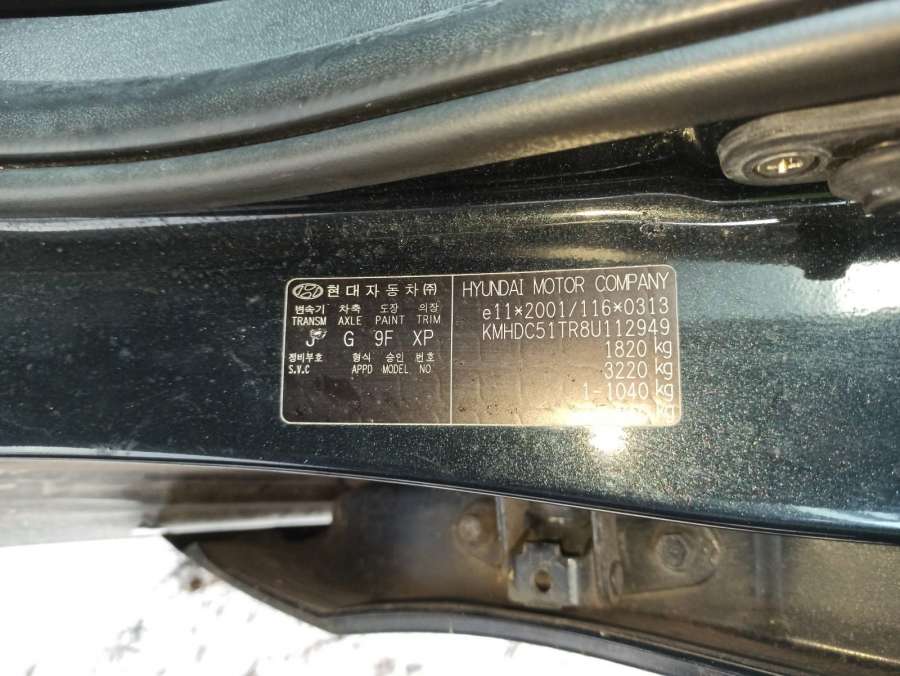 현대자동차㈜
변속기 차축 도장 의장
TRANSM AXLE PAINT TRIM
J G 9F XP
정비부호 형식 승인 번호
S.V.C APPD MODEL NO
HYUNDAI MOTOR COMPANY
e11*2001/116*0313
KMHDC51TR8U112949
1820 kg
3220 kg
1-1040 kg
kg